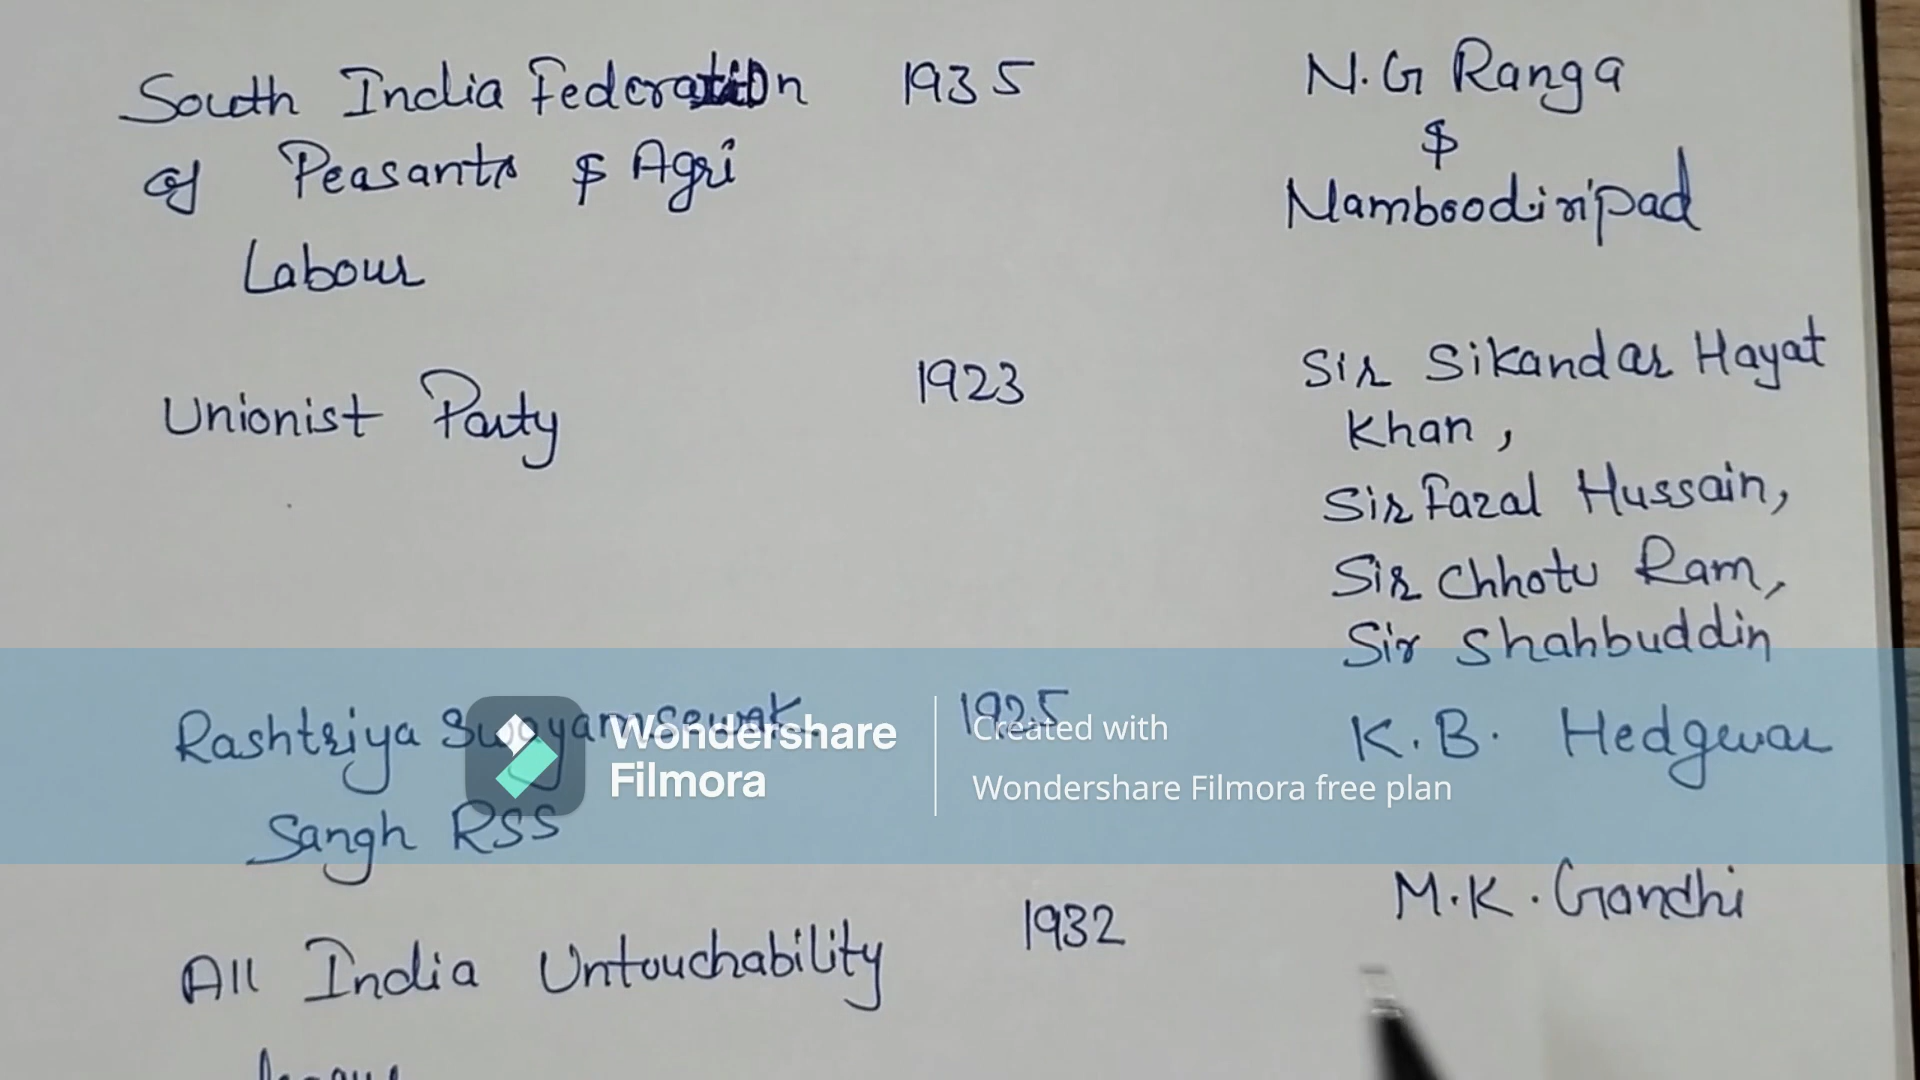 South India Federation 1935 N.G Ranga
of Peasants & Agri &
Labour Namboodiripad
Unionist Party 1923 Sir Sikandar Hayat
Khan,
Sir Fazal Hussain,
Sir Chhotu Ram,
Sir Shahbuddin
Rashtriya Swayamsewak 1925 K.B. Hedgewar
Sangh RSS
Wondershare
Filmora
Created with
Wondershare Filmora free plan
All India Untouchability 1932 M.K. Gandhi